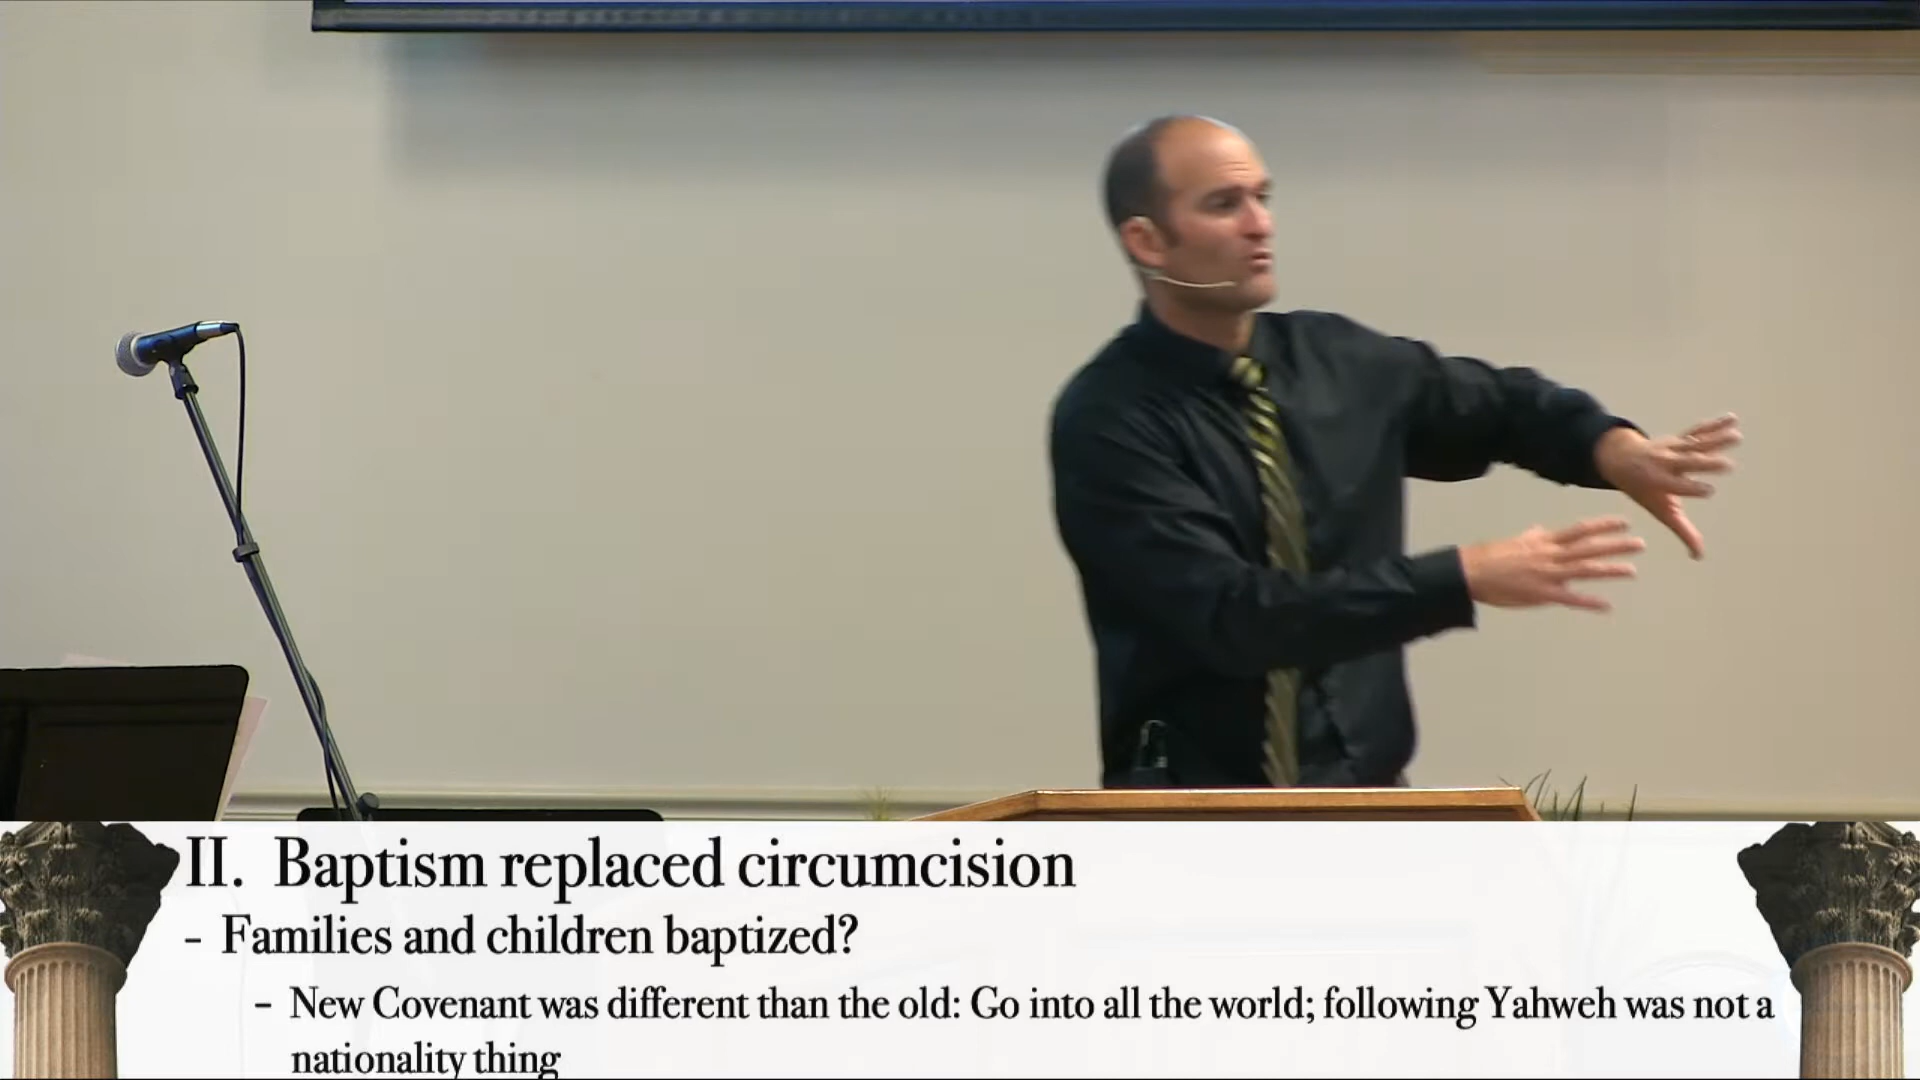 II. Baptism replaced circumcision
- Families and children baptized?
- New Covenant was different than the old: Go into all the world; following Yahweh was not a
nationality thing